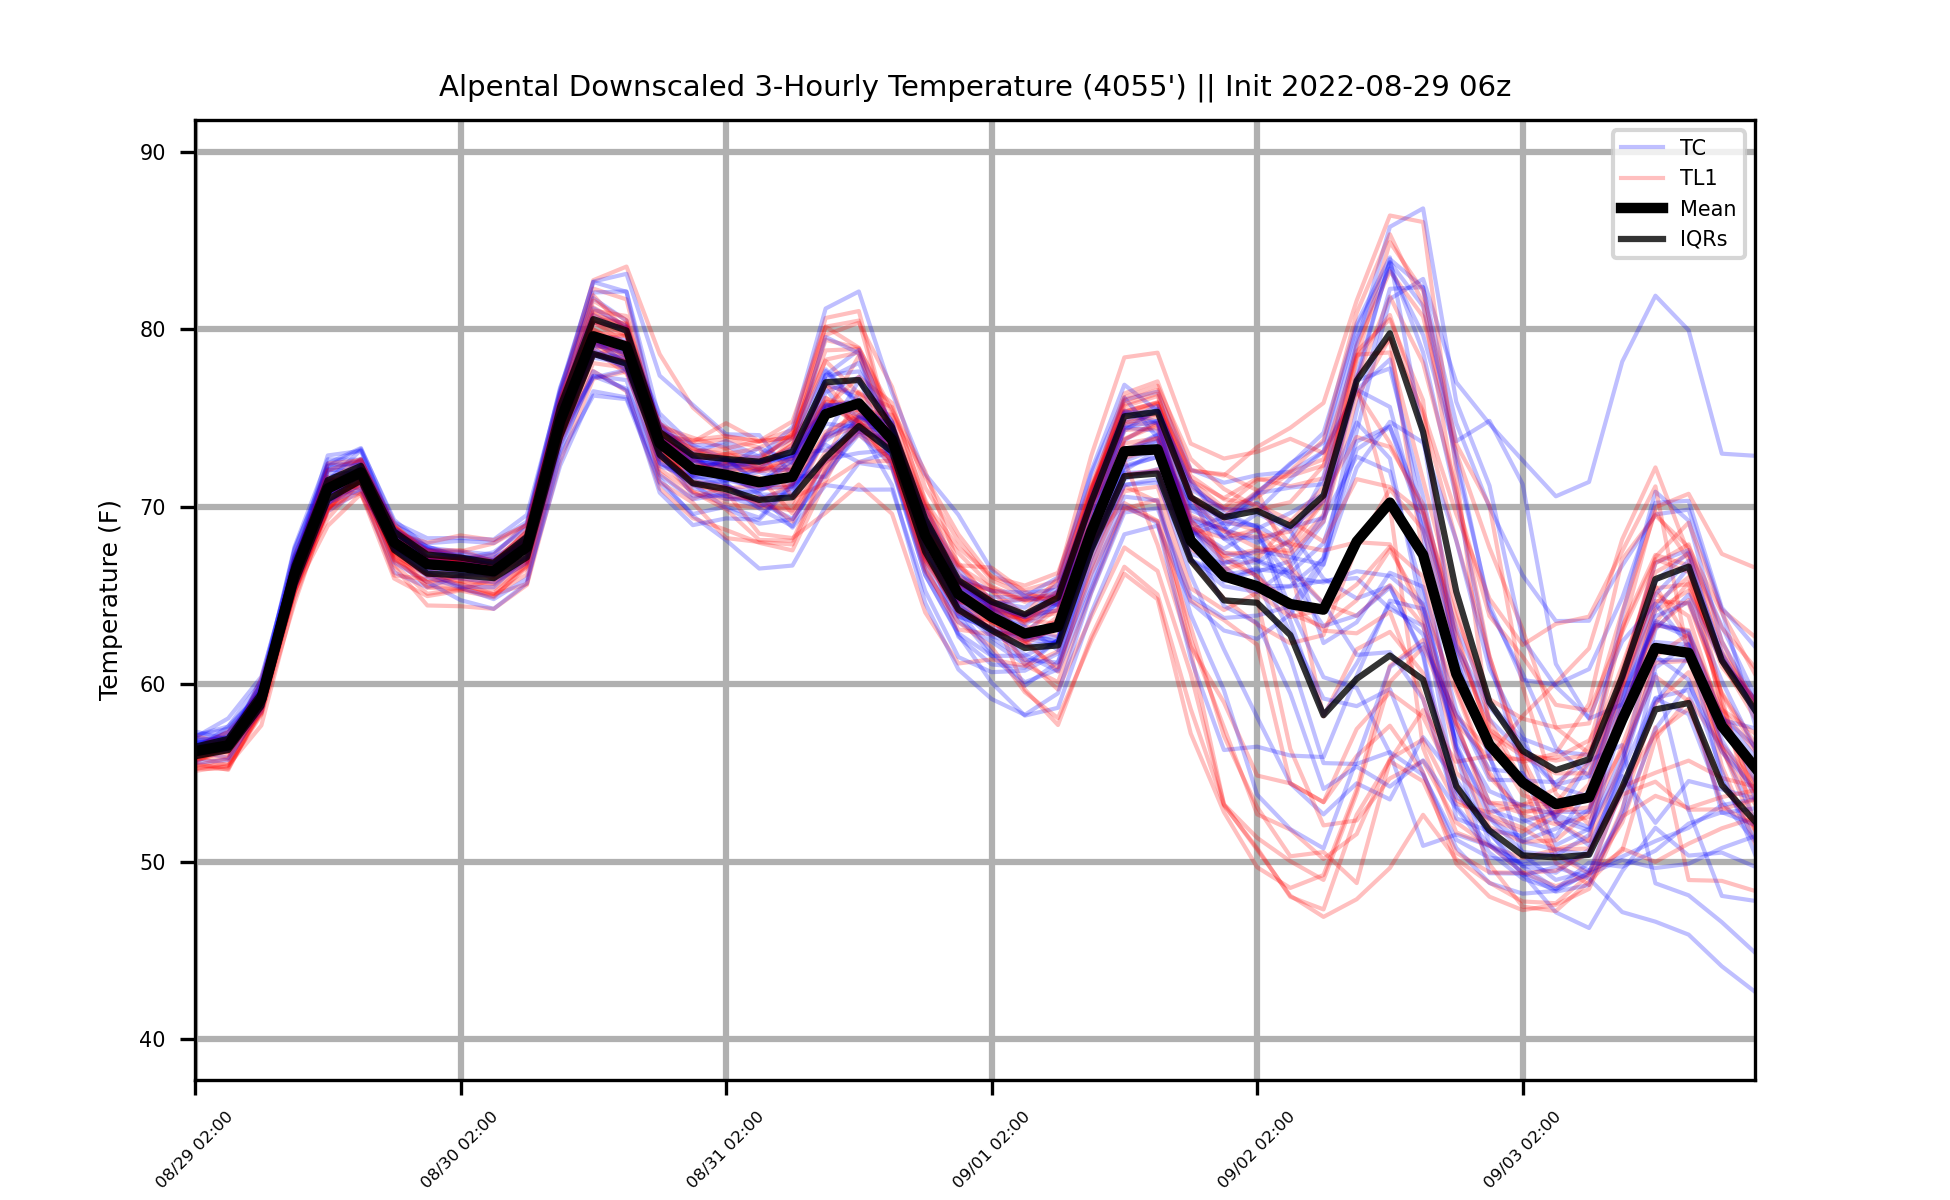 Alpental Downscaled 3-Hourly Temperature (4055') || Init 2022-08-29 06z
TC
TL1
Mean
IQRs
Temperature (F)
90
80
70
60
50
40
08/29 02:00
08/30 02:00
08/31 02:00
09/01 02:00
09/02 02:00
09/03 02:00